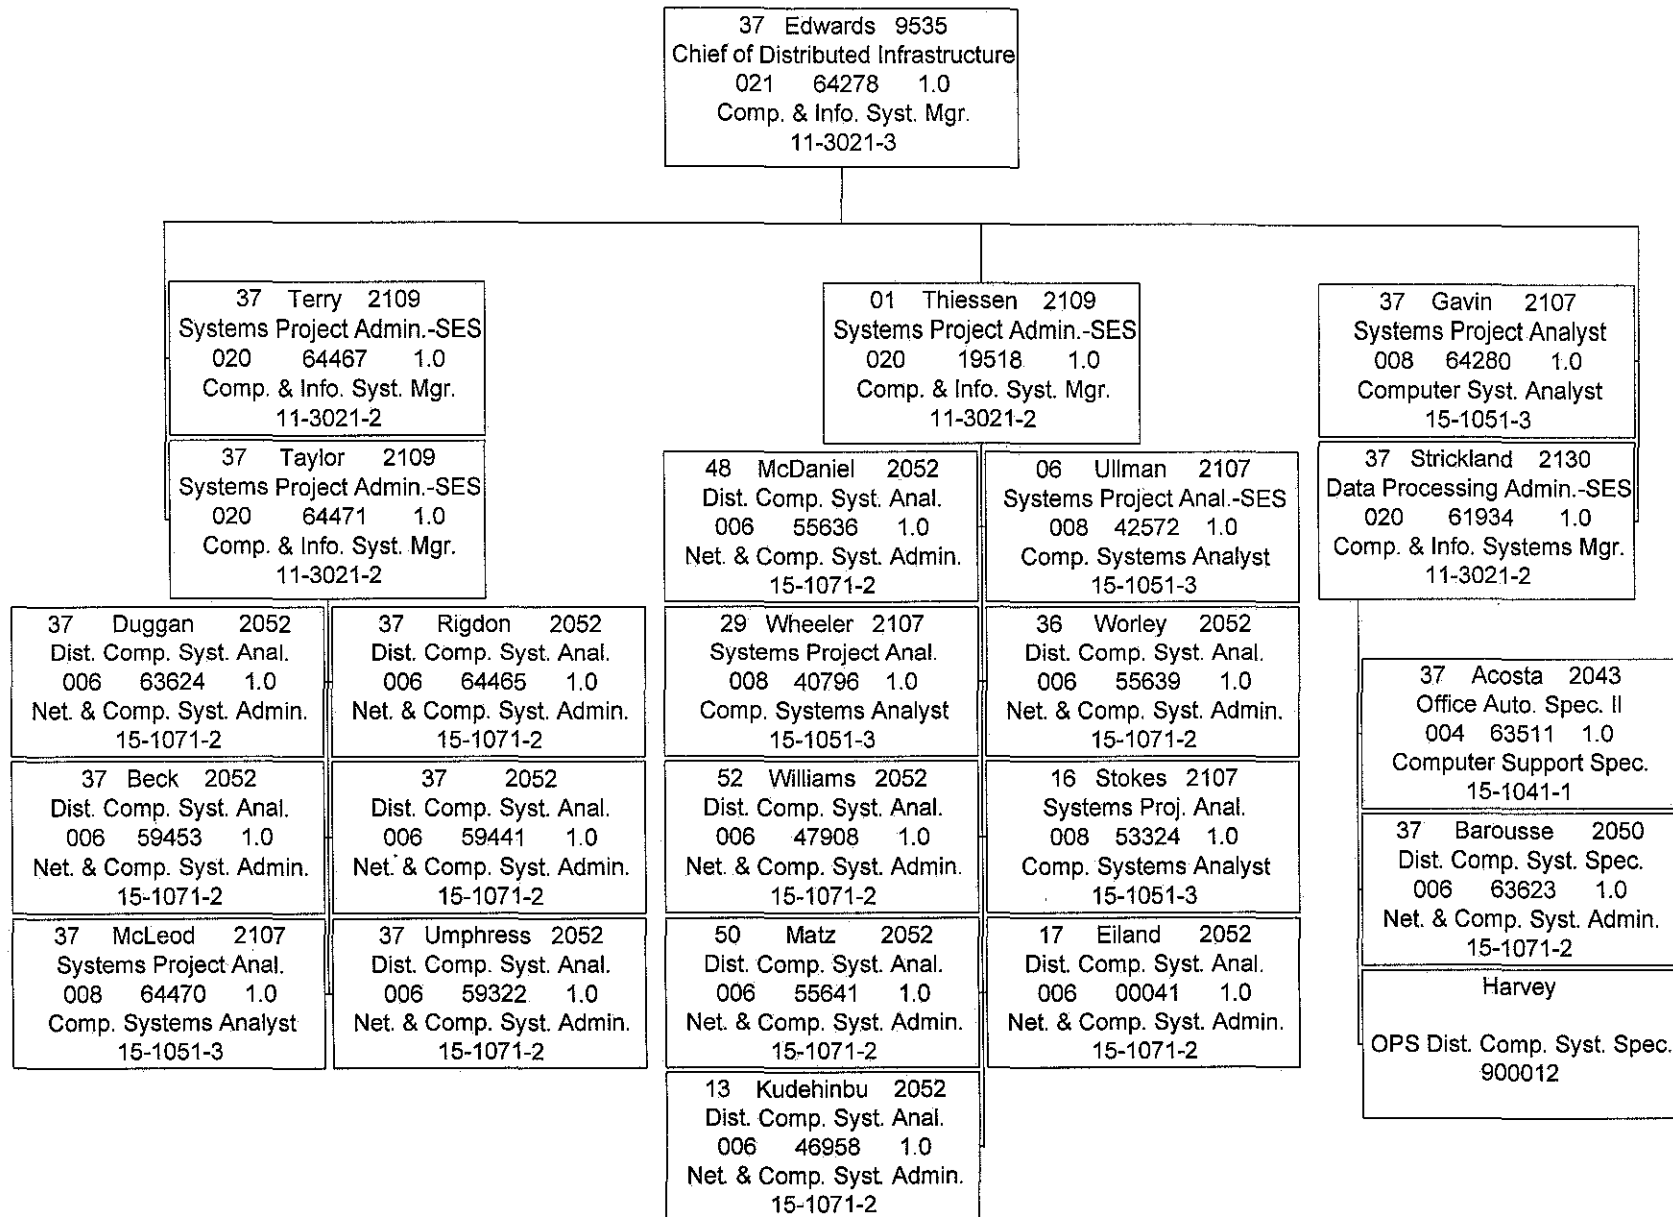 37 Edwards 9535
Chief of Distributed Infrastructure
021 64278 1.0
Comp. & Info. Syst. Mgr.
11-3021-3
37 Terry 2109
Systems Project Admin.-SES
020 64467 1.0
Comp. & Info. Syst. Mgr.
11-3021-2
37 Taylor 2109
Systems Project Admin.-SES
020 64471 1.0
Comp. & Info. Syst. Mgr.
11-3021-2
37 Duggan 2052
Dist. Comp. Syst. Anal.
006 63624 1.0
Net. & Comp. Syst. Admin.
15-1071-2
37 Rigdon 2052
Dist. Comp. Syst. Anal.
006 64465 1.0
Net. & Comp. Syst. Admin.
15-1071-2
37 Beck 2052
Dist. Comp. Syst. Anal.
006 59453 1.0
Net. & Comp. Syst. Admin.
15-1071-2
37 2052
Dist. Comp. Syst. Anal.
006 59441 1.0
Net. & Comp. Syst. Admin.
15-1071-2
37 McLeod 2107
Systems Project Anal.
008 64470 1.0
Comp. Systems Analyst
15-1051-3
37 Umphress 2052
Dist. Comp. Syst. Anal.
006 59322 1.0
Net. & Comp. Syst. Admin.
15-1071-2
01 Thiessen 2109
Systems Project Admin.-SES
020 19518 1.0
Comp. & Info. Syst. Mgr.
11-3021-2
48 McDaniel 2052
Dist. Comp. Syst. Anal.
006 55636 1.0
Net. & Comp. Syst. Admin.
15-1071-2
06 Ullman 2107
Systems Project Anal.-SES
008 42572 1.0
Comp. Systems Analyst
15-1051-3
29 Wheeler 2107
Systems Project Anal.
008 40796 1.0
Comp. Systems Analyst
15-1051-3
36 Worley 2052
Dist. Comp. Syst. Anal.
006 55639 1.0
Net. & Comp. Syst. Admin.
15-1071-2
52 Williams 2052
Dist. Comp. Syst. Anal.
006 47908 1.0
Net. & Comp. Syst. Admin.
15-1071-2
16 Stokes 2107
Systems Proj. Anal.
008 53324 1.0
Comp. Systems Analyst
15-1051-3
50 Matz 2052
Dist. Comp. Syst. Anal.
006 55641 1.0
Net. & Comp. Syst. Admin.
15-1071-2
17 Eiland 2052
Dist. Comp. Syst. Anal.
006 00041 1.0
Net. & Comp. Syst. Admin.
15-1071-2
13 Kudehinbu 2052
Dist. Comp. Syst. Anal.
006 46958 1.0
Net. & Comp. Syst. Admin.
15-1071-2
37 Gavin 2107
Systems Project Analyst
008 64280 1.0
Computer Syst. Analyst
15-1051-3
37 Strickland 2130
Data Processing Admin.-SES
020 61934 1.0
Comp. & Info. Systems Mgr.
11-3021-2
37 Acosta 2043
Office Auto. Spec. II
004 63511 1.0
Computer Support Spec.
15-1041-1
37 Barousse 2050
Dist. Comp. Syst. Spec.
006 63623 1.0
Net. & Comp. Syst. Admin.
15-1071-2
Harvey
OPS Dist. Comp. Syst. Spec.
900012